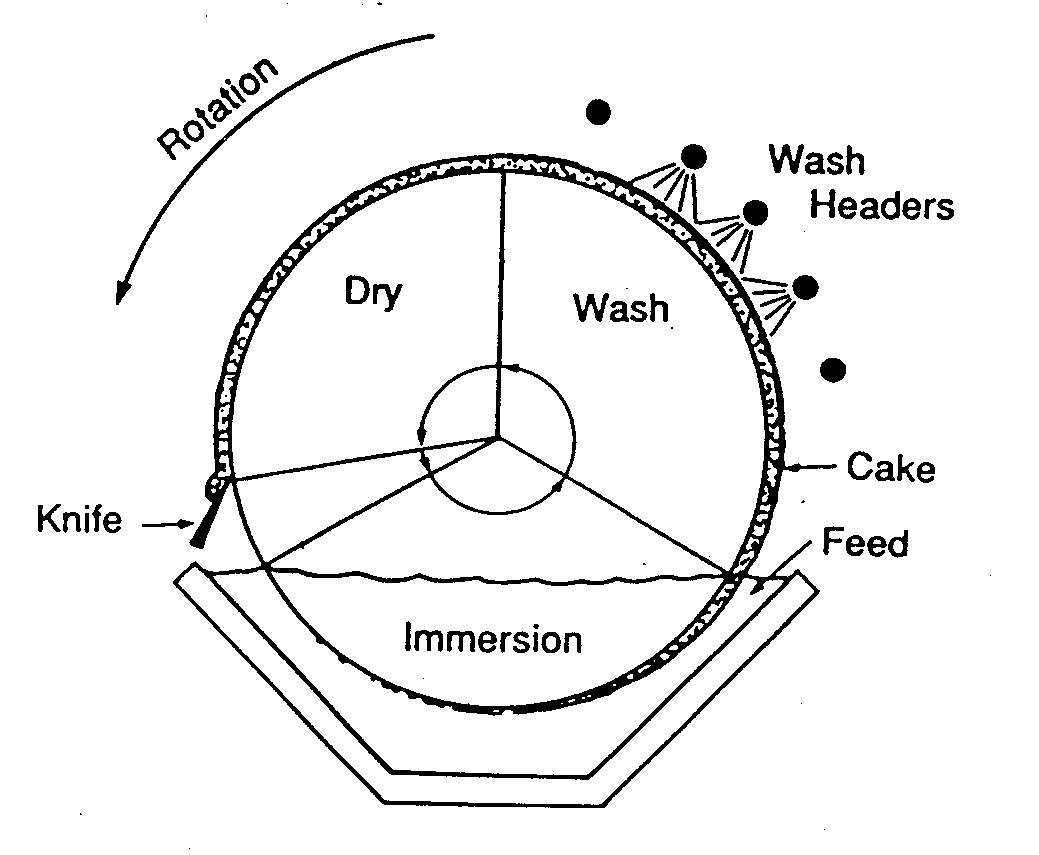 Rotation
Wash
Headers
Dry
Wash
Cake
Knife
Feed
Immersion